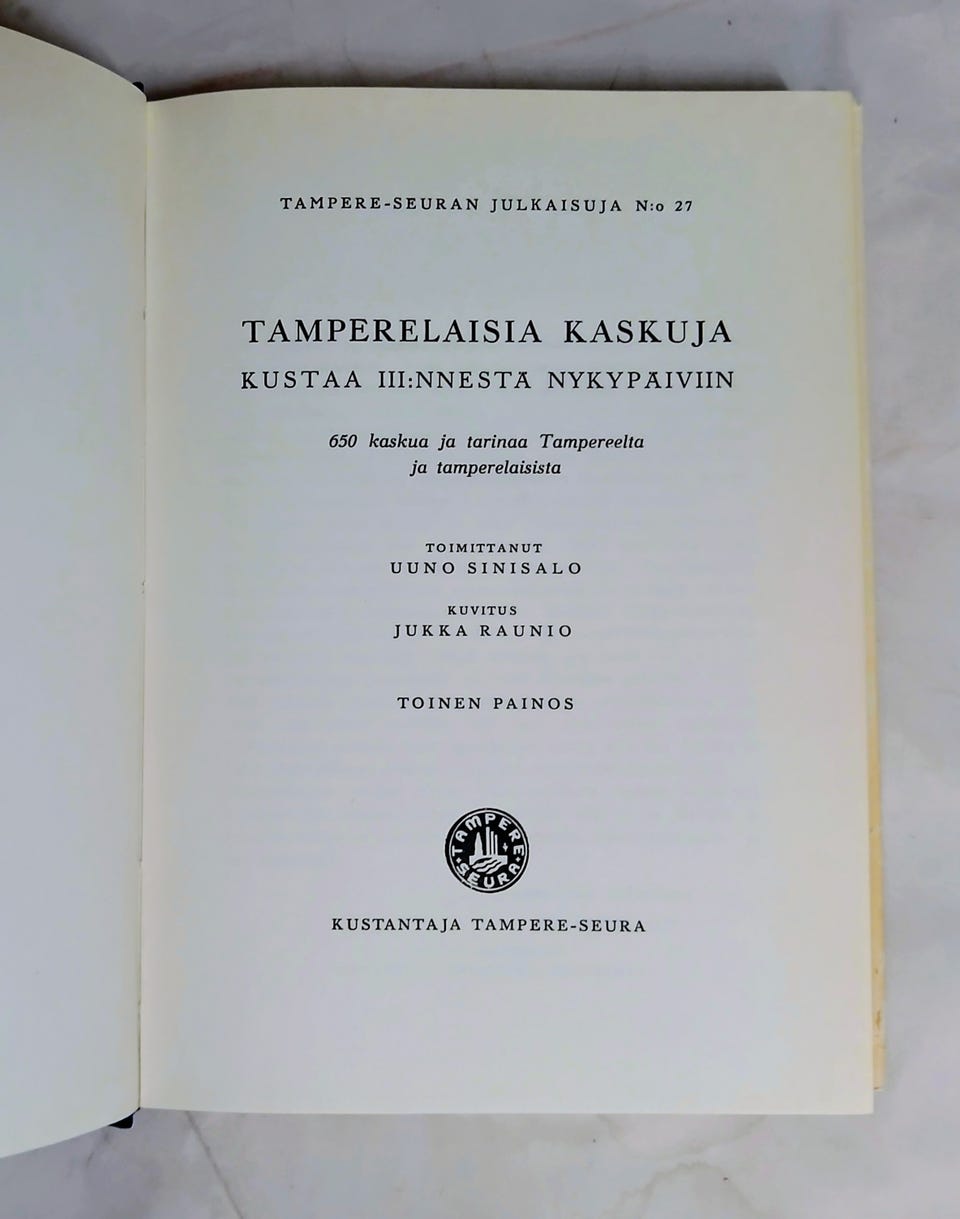 TAMPERE-SEURAN JULKAISUJA N:o 27
TAMPERELAISIA KASKUJA
KUSTAA III:NNESTA NYKYPÄIVIIN
650 kaskua ja tarinaa Tampereelta
ja tamperelaisista
TOIMITTANUT
UUNO SINISALO
KUVITUS
JUKKA RAUNIO
TOINEN PAINOS
TAMPERE
SEURA
KUSTANTAJA TAMPERE-SEURA